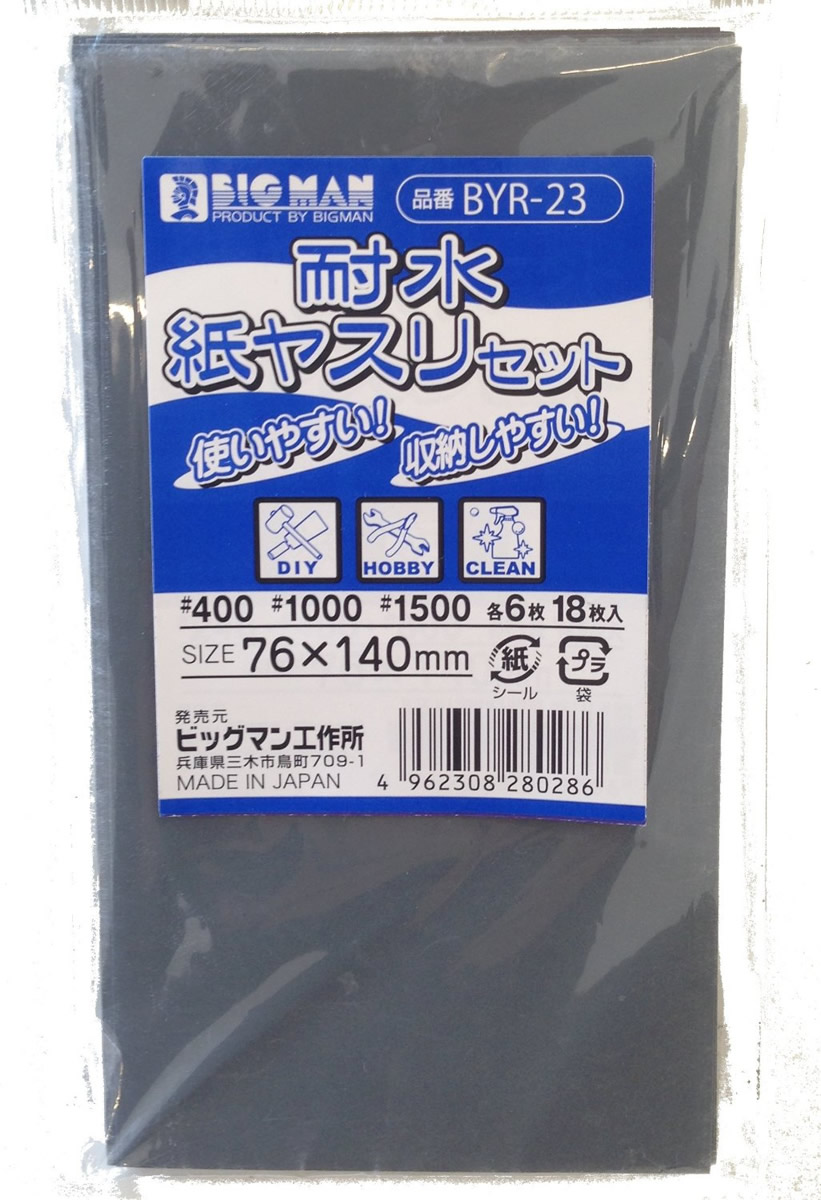 BIG MAN
PRODUCT BY BIGMAN
品番 BYR-23
耐水
紙ヤスリセット
使いやすい!
収納しやすい!
DIY
HOBBY
CLEAN
#400 #1000 #1500 各6枚 18枚入
SIZE 76×140mm
紙
シール
プラ
袋
発売元
ビッグマン工作所
兵庫県三木市鳥町709-1
MADE IN JAPAN
4 962308 280286